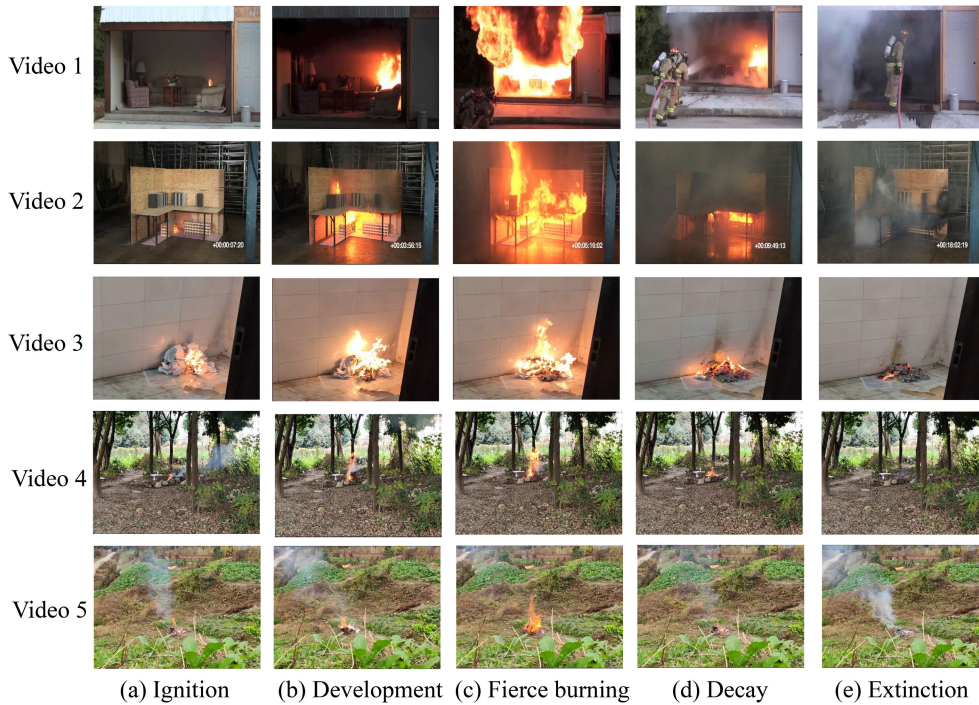 Video 1
Video 2
+00:00:07:20
+00:03:56:15
+00:05:16:02
+00:09:49:13
+00:18:02:19
Video 3
Video 4
Video 5
(a) Ignition
(b) Development
(c) Fierce burning
(d) Decay
(e) Extinction